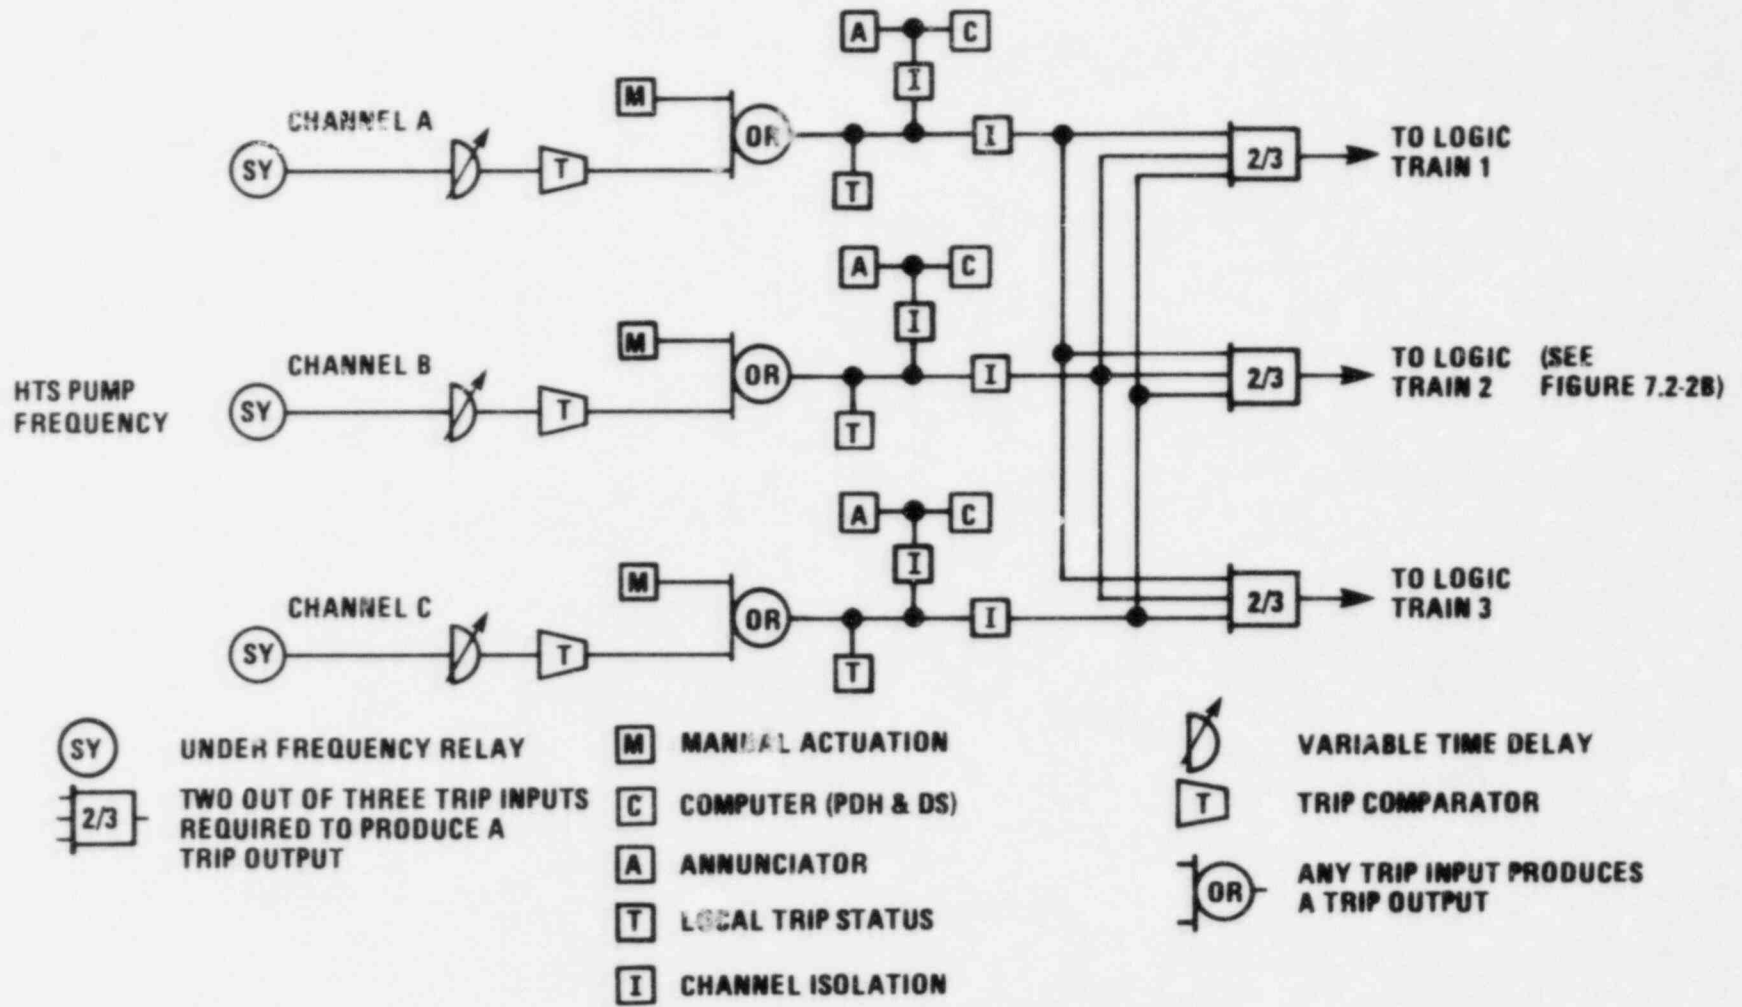 A C
I
M
CHANNEL A
OR I
SY T
T
2/3
TO LOGIC
TRAIN 1
A C
I
M
CHANNEL B
HTS PUMP
FREQUENCY
SY T
OR I
T
2/3
TO LOGIC (SEE
TRAIN 2 FIGURE 7.2-2B)
A C
I
M
CHANNEL C
OR I
SY T
T
2/3
TO LOGIC
TRAIN 3
SY UNDER FREQUENCY RELAY
2/3 TWO OUT OF THREE TRIP INPUTS
REQUIRED TO PRODUCE A
TRIP OUTPUT
M MANUAL ACTUATION
C COMPUTER (PDH & DS)
A ANNUNCIATOR
T LOCAL TRIP STATUS
I CHANNEL ISOLATION
VARIABLE TIME DELAY
T TRIP COMPARATOR
OR ANY TRIP INPUT PRODUCES
A TRIP OUTPUT